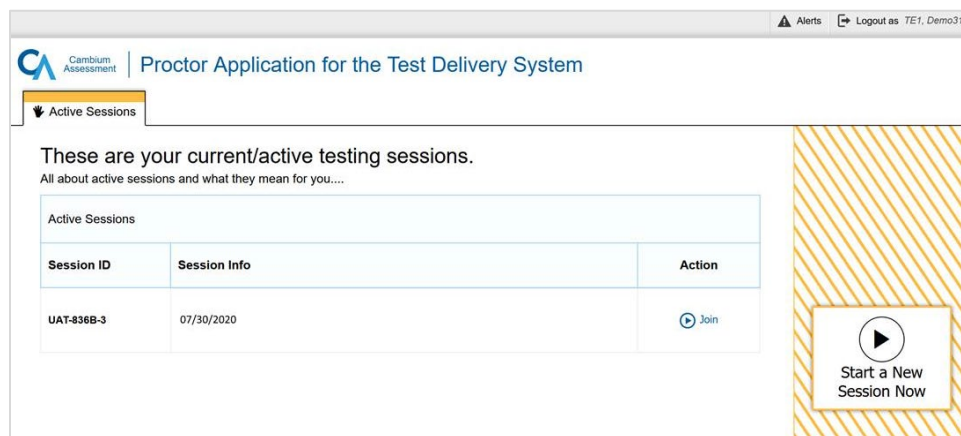 Alerts Logout as TE1, Demo31
Cambium
Assessment
Proctor Application for the Test Delivery System
Active Sessions
These are your current/active testing sessions.
All about active sessions and what they mean for you....
Active Sessions
Session ID Session Info Action
UAT-836B-3 07/30/2020 Join
Start a New
Session Now